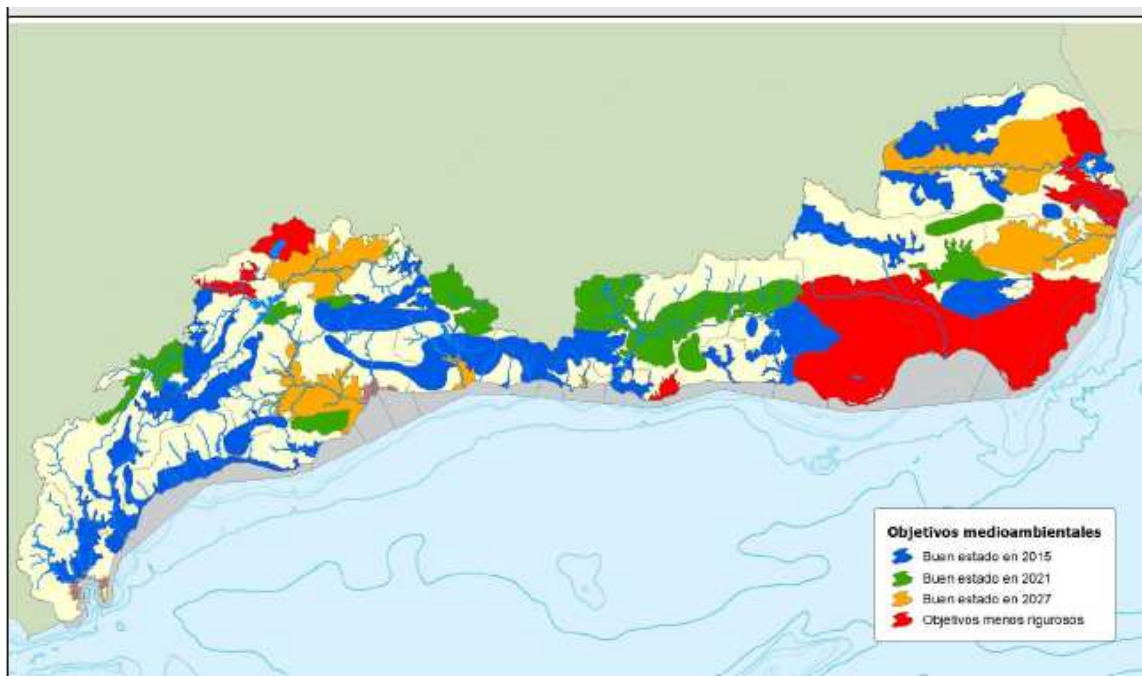 Objetivos medioambientales
Buen estado en 2015
Buen estado en 2021
Buen estado en 2027
Objetivos menos rigurosos